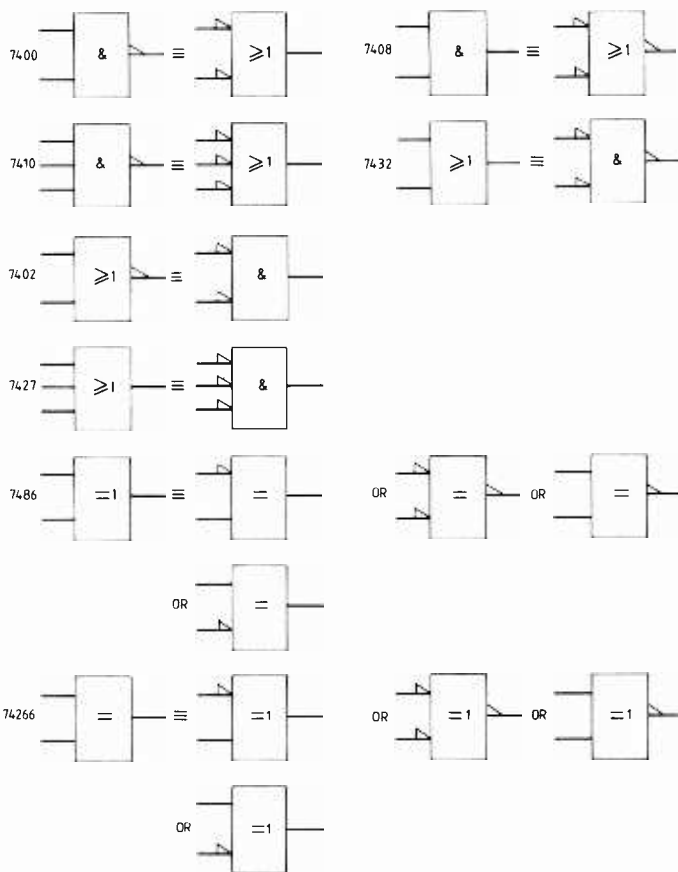 7400 & ≡ ≥1 7408 & ≡ ≥1
7410 & ≡ ≥1 7432 ≥1 ≡ &
7402 ≥1 ≡ &
7427 ≥1 ≡ &
7486 =1 ≡ = OR = OR =
OR =
74266 = ≡ =1 OR =1 OR =1
OR =1